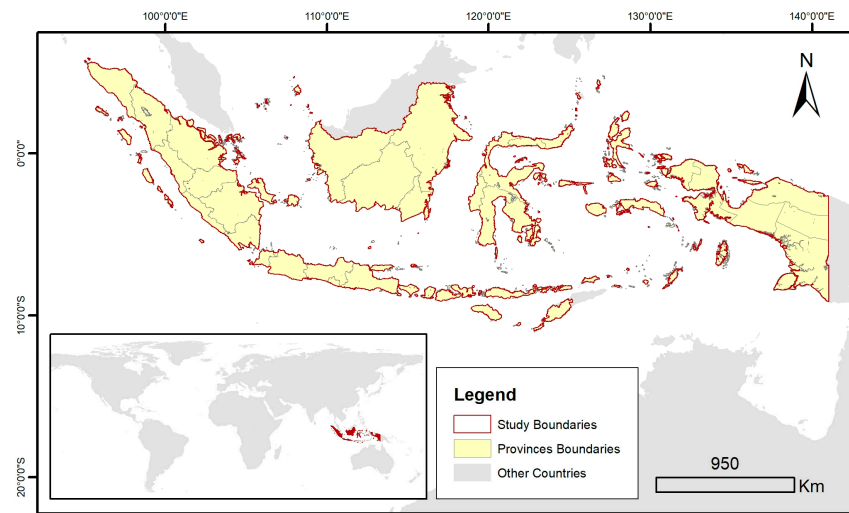 100°0'0"E 110°0'0"E 120°0'0"E 130°0'0"E 140°0'0"E
N
0°0'0"
10°0'0"S
20°0'0"S
Legend
Study Boundaries
Provinces Boundaries
Other Countries
950
Km